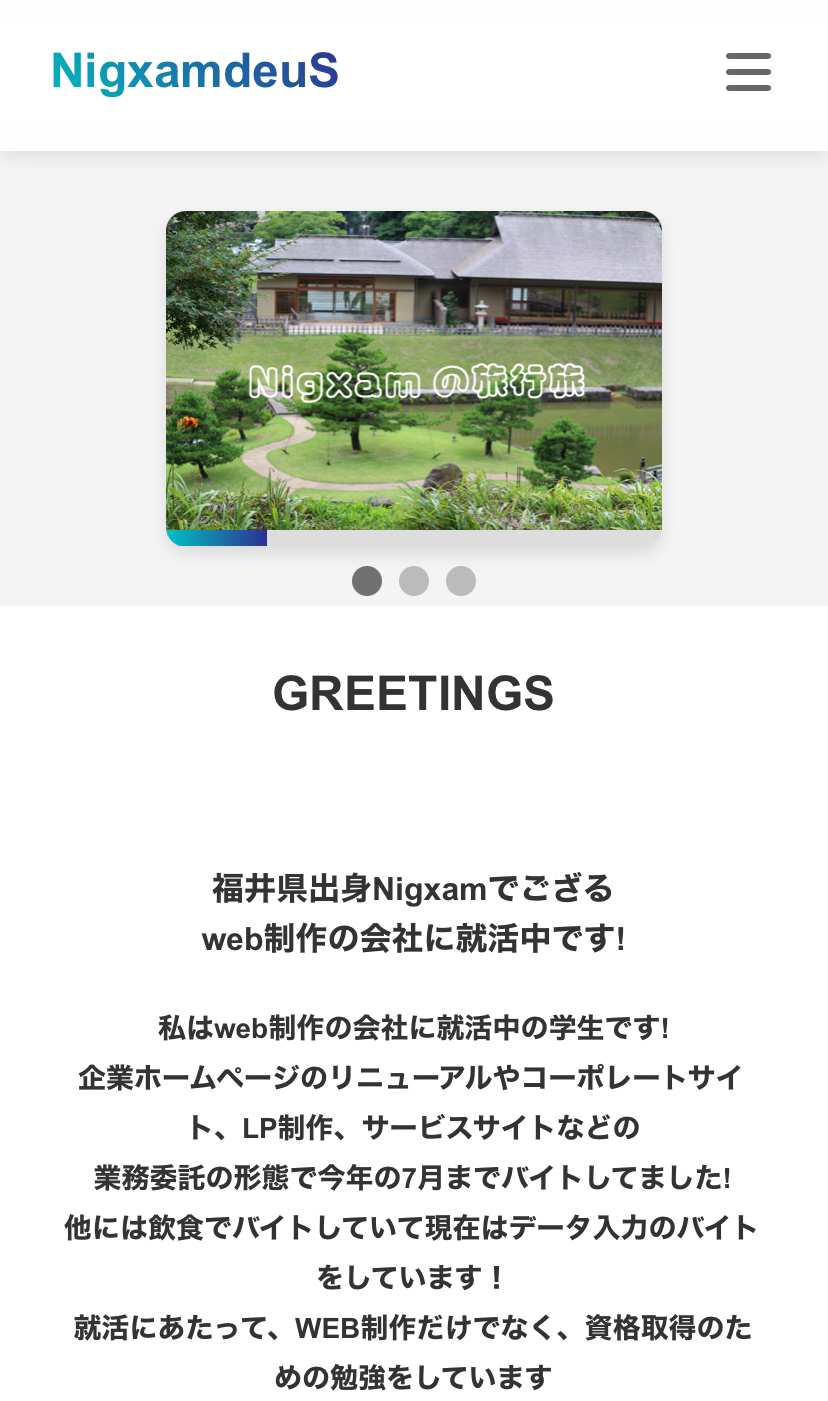 NigxamdeuS
Nigxam の旅行旅
GREETINGS
福井県出身Nigxamでござる
web制作の会社に就活中です!
私はweb制作の会社に就活中の学生です!
企業ホームページのリニューアルやコーポレートサイ
ト、LP制作、サービスサイトなどの
業務委託の形態で今年の7月までバイトしてました!
他には飲食でバイトしていて現在はデータ入力のバイト
をしています！
就活にあたって、WEB制作だけでなく、資格取得のた
めの勉強をしています